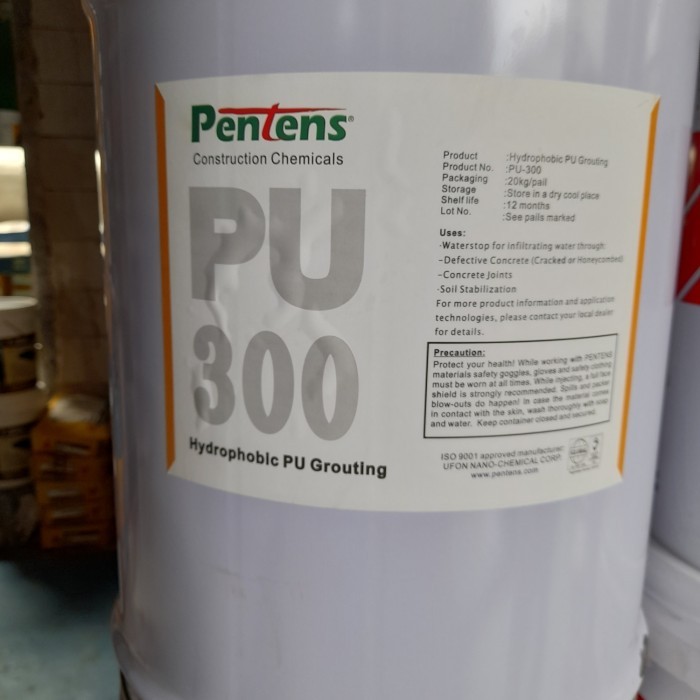 Pentens®
Construction Chemicals
PU
300
Hydrophobic PU Grouting
Product :Hydrophobic PU Grouting
Product No. :PU-300
Packaging :20kg/pail
Storage :Store in a dry cool place
Shelf life :12 months
Lot No. :See pails marked
Uses:
-Waterstop for infiltrating water through
-Defective Concrete (Cracked or Honeycombed)
-Concrete Joints
-Soil Stabilization
For more product information and application
technologies, please contact your local dealer
for details.
Precaution:
Protect your health! While working with PENTENS
materials safety goggles, gloves and safety clothing
must be worn at all times. While injecting, a full face
shield is strongly recommended. Spills and packer
blow-outs do happen! In case the material comes
in contact with the skin, wash thoroughly with soap
and water. Keep container closed and secured.
ISO 9001 approved manufacturer
UFON NANO-CHEMICAL CORP.
www.pentens.com